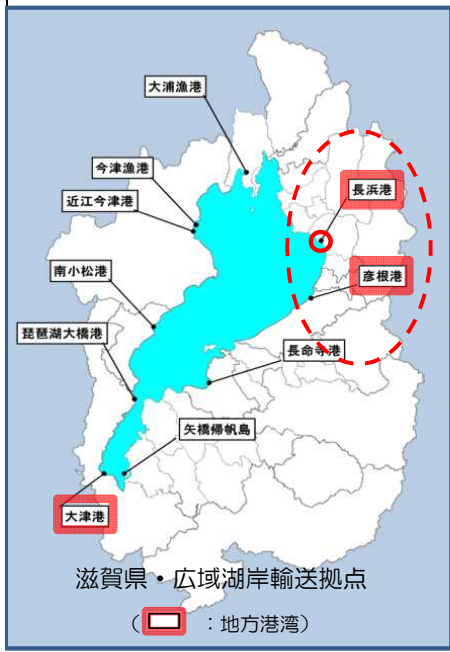 大浦漁港
今津漁港
近江今津港
長浜港
南小松港
彦根港
琵琶湖大橋港
長命寺港
矢橋帰帆島
大津港
滋賀県・広域湖岸輸送拠点
（ ：地方港湾）